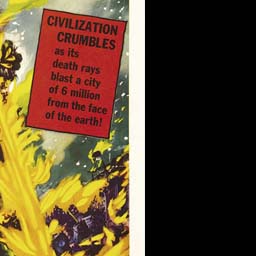 CIVILIZATION
CRUMBLES
as its
death rays
blast a city
of 6 million
from the face
of the earth!